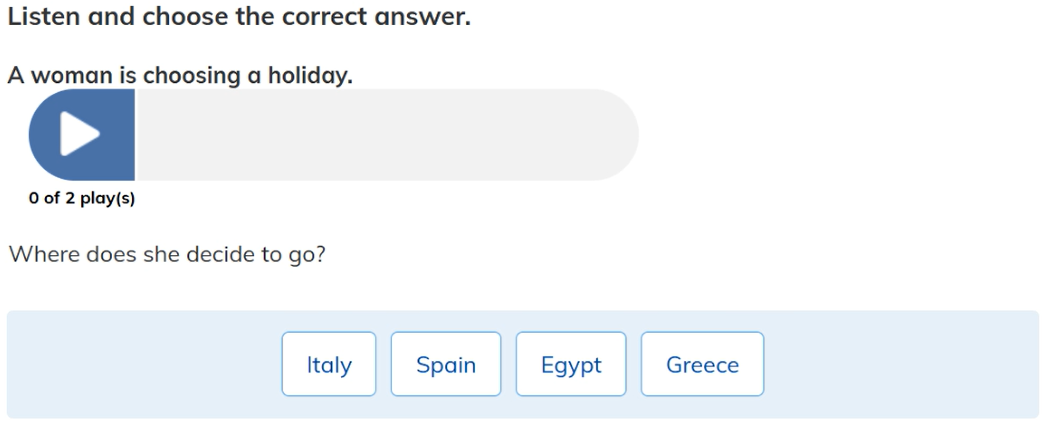 Listen and choose the correct answer.
A woman is choosing a holiday.
0 of 2 play(s)
Where does she decide to go?
Italy Spain Egypt Greece